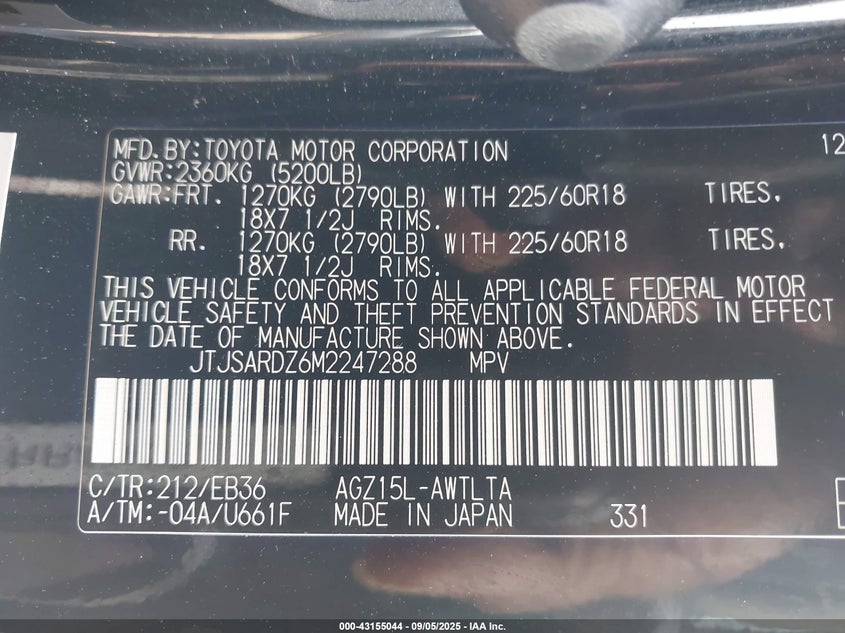 MFD.BY:TOYOTA MOTOR CORPORATION 12
GVWR:2360KG (5200LB)
GAWR:FRT. 1270KG (2790LB) WITH 225/60R18 TIRES.
18X7 1/2J RIMS.
RR. 1270KG (2790LB) WITH 225/60R18 TIRES.
18X7 1/2J RIMS.
THIS VEHICLE CONFORMS TO ALL APPLICABLE FEDERAL MOTOR
VEHICLE SAFETY AND THEFT PREVENTION STANDARDS IN EFFECT
THE DATE OF MANUFACTURE SHOWN ABOVE.
JTJSARDZ6M2247288 MPV
C/TR:212/EB36 AGZ15L-AWTLTA
A/TM:-04A/U661F MADE IN JAPAN 331
000-43155044 - 09/05/2025 - IAA Inc.